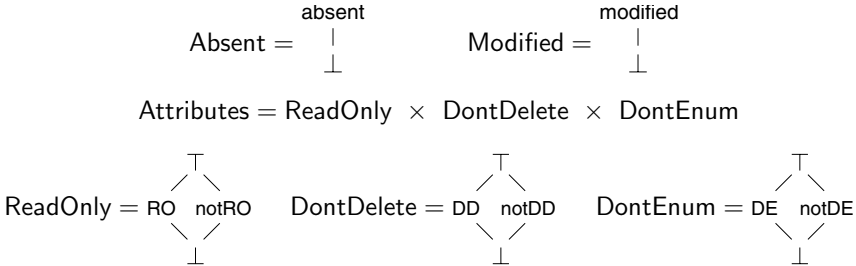 absent modified
Absent = Modified =
⊥ ⊥
Attributes = ReadOnly × DontDelete × DontEnum
⊤ ⊤ ⊤
ReadOnly = RO notRO DontDelete = DD notDD DontEnum = DE notDE
⊥ ⊥ ⊥